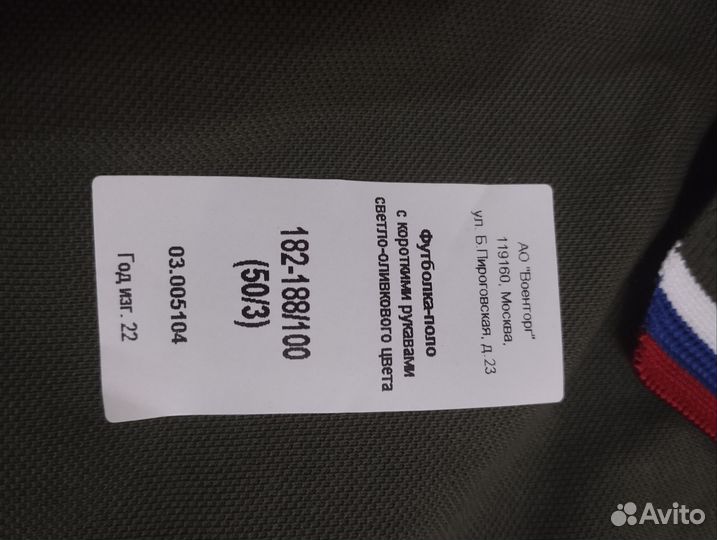 АО "Военторг"
119160, Москва,
ул. Б.Пироговская, д.23
Футболка-поло
с короткими рукавами
светло-оливкового цвета
182-188/100
(50/3)
03.005104
Год изг. 22
Avito